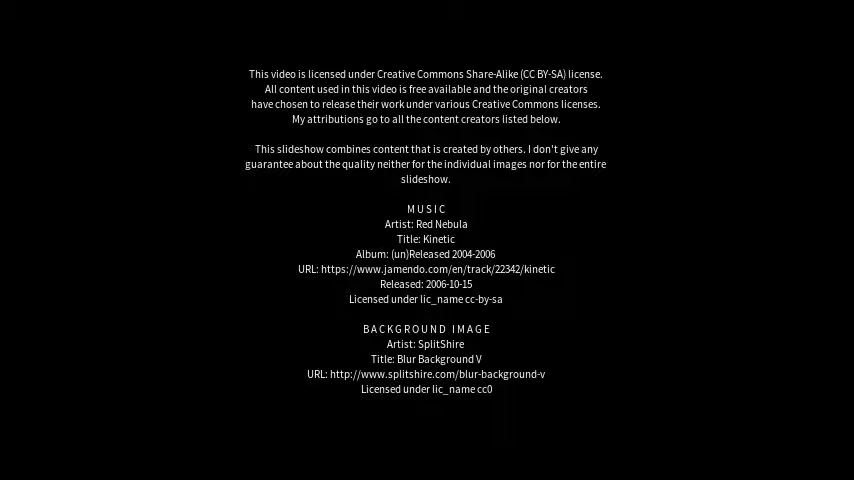 This video is licensed under Creative Commons Share-Alike (CC BY-SA) license.
All content used in this video is free available and the original creators
have chosen to release their work under various Creative Commons licenses.
My attributions go to all the content creators listed below.
This slideshow combines content that is created by others. I don't give any
guarantee about the quality neither for the individual images nor for the entire
slideshow.
MUSIC
Artist: Red Nebula
Title: Kinetic
Album: (un)Released 2004-2006
URL: https://www.jamendo.com/en/track/22342/kinetic
Released: 2006-10-15
Licensed under lic_name cc-by-sa
BACKGROUND IMAGE
Artist: SplitShire
Title: Blur Background V
URL: http://www.splitshire.com/blur-background-v
Licensed under lic_name cc0